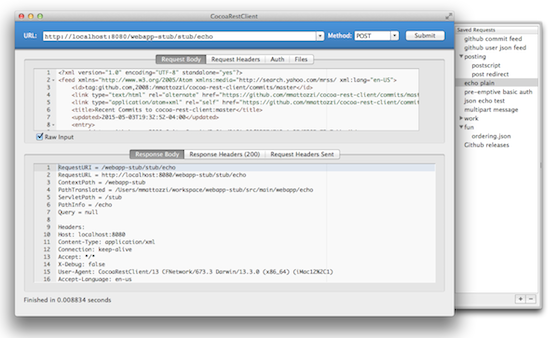 CocoaRestClient
URL: http://localhost:8080/webapp-stub/stub/echo Method: POST Submit
Request Body Request Headers Auth Files
1 <?xml version="1.0" encoding="UTF-8" standalone="yes"?>
2 <feed xmlns="http://www.w3.org/2005/Atom" xmlns:media="http://search.yahoo.com/mrss/" xml:lang="en-US">
3 <id>tag:github.com,2008:/mmattozzi/cocoa-rest-client/commits/master</id>
4 <link type="text/html" rel="alternate" href="https://github.com/mmattozzi/cocoa-rest-client/commits/
5 <link type="application/atom+xml" rel="self" href="https://github.com/mmattozzi/cocoa-rest-client/comm
6 <title>Recent Commits to cocoa-rest-client:master</title>
7 <updated>2015-05-03T19:32:52-04:00</updated>
8 <entry>
Raw Input
Response Body Response Headers (200) Request Headers Sent
1 RequestURI = /webapp-stub/stub/echo
2 RequestURL = http://localhost:8080/webapp-stub/stub/echo
3 ContextPath = /webapp-stub
4 PathTranslated = /Users/mmattozzi/workspace/webapp-stub/src/main/webapp/echo
5 ServletPath = /stub
6 PathInfo = /echo
7 Query = null
8
9 Headers:
10 Host: localhost:8080
11 Content-Type: application/xml
12 Connection: keep-alive
13 Accept: */*
14 X-Debug: false
15 User-Agent: CocoaRestClient/13 CFNetwork/673.3 Darwin/13.3.0 (x86_64) (iMac12%2C1)
16 Accept-Language: en-us
Finished in 0.008834 seconds
Saved Requests
github commit feed
github user json feed
posting
postscript
post redirect
echo plain
pre-emptive basic auth
json echo test
multipart message
work
fun
ordering.json
Github releases